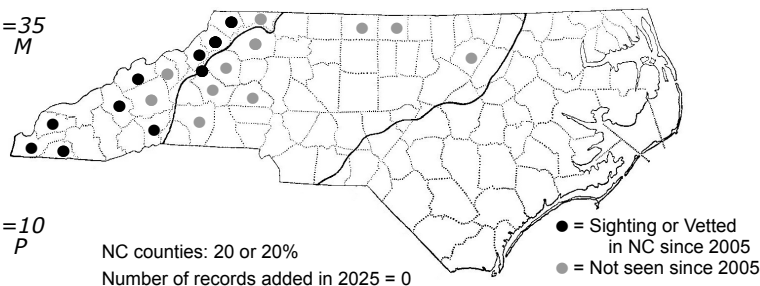 =35
M
=10
P
NC counties: 20 or 20%
Number of records added in 2025 = 0
= Sighting or Vetted
in NC since 2005
= Not seen since 2005